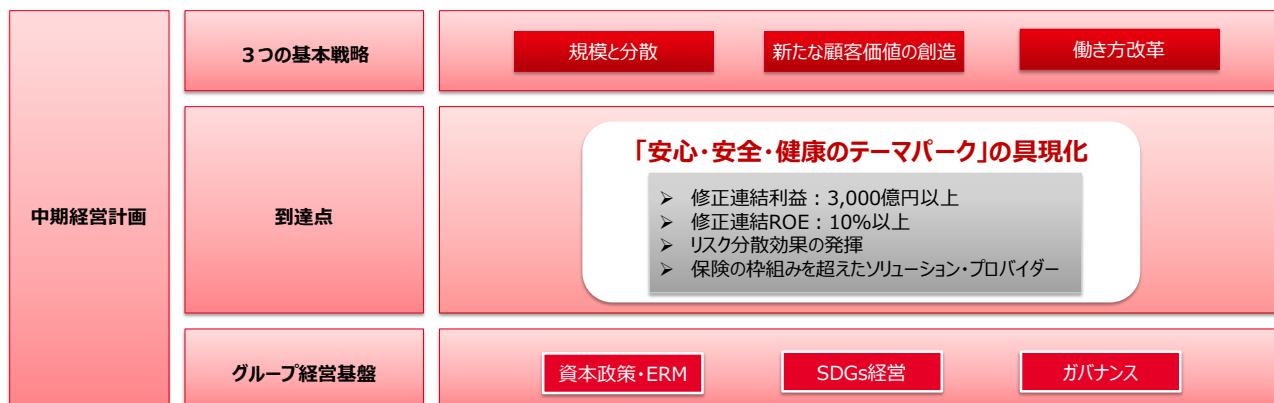 中期経営計画
３つの基本戦略
規模と分散
新たな顧客価値の創造
働き方改革
到達点
「安心・安全・健康のテーマパーク」の具現化
➢ 修正連結利益：3,000億円以上
➢ 修正連結ROE：10%以上
➢ リスク分散効果の発揮
➢ 保険の枠組みを超えたソリューション・プロバイダー
グループ経営基盤
資本政策・ERM
SDGs経営
ガバナンス